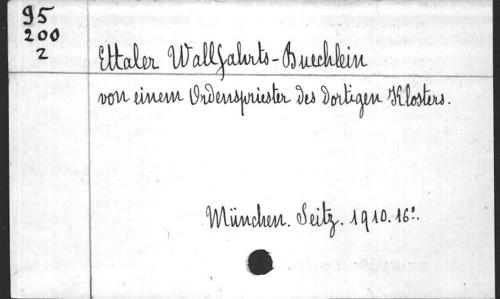 95
200
2
Ettaler Wallfahrts-Buechlein
von einem Ordenspriester des dortigen Klosters.
München. Seitz. 1910. 16°.